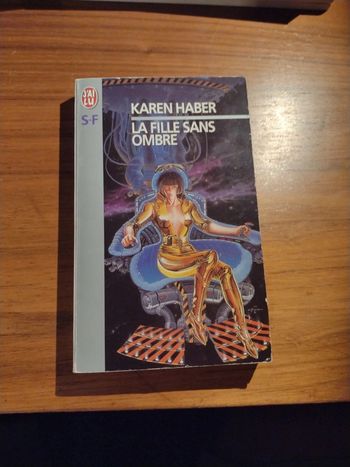 J'AI
LU
S-F
KAREN HABER
LA FILLE SANS
OMBRE